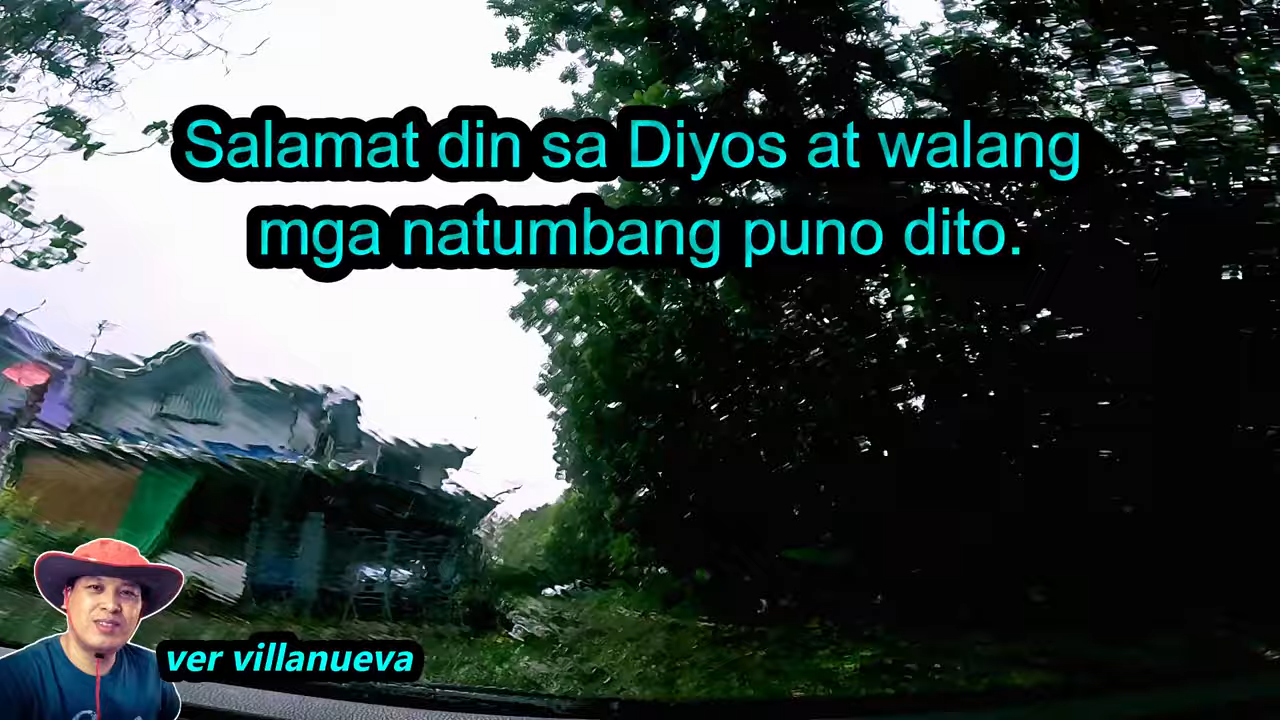 Salamat din sa Diyos at walang
mga natumbang puno dito.
ver villanueva